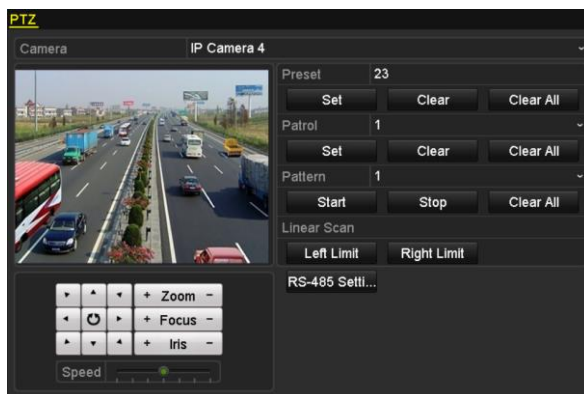 PTZ
Camera IP Camera 4
Preset 23
Set Clear Clear All
Patrol 1
Set Clear Clear All
Pattern 1
Start Stop Clear All
Linear Scan
Left Limit Right Limit
RS-485 Setti...
+ Zoom -
+ Focus -
+ Iris -
Speed